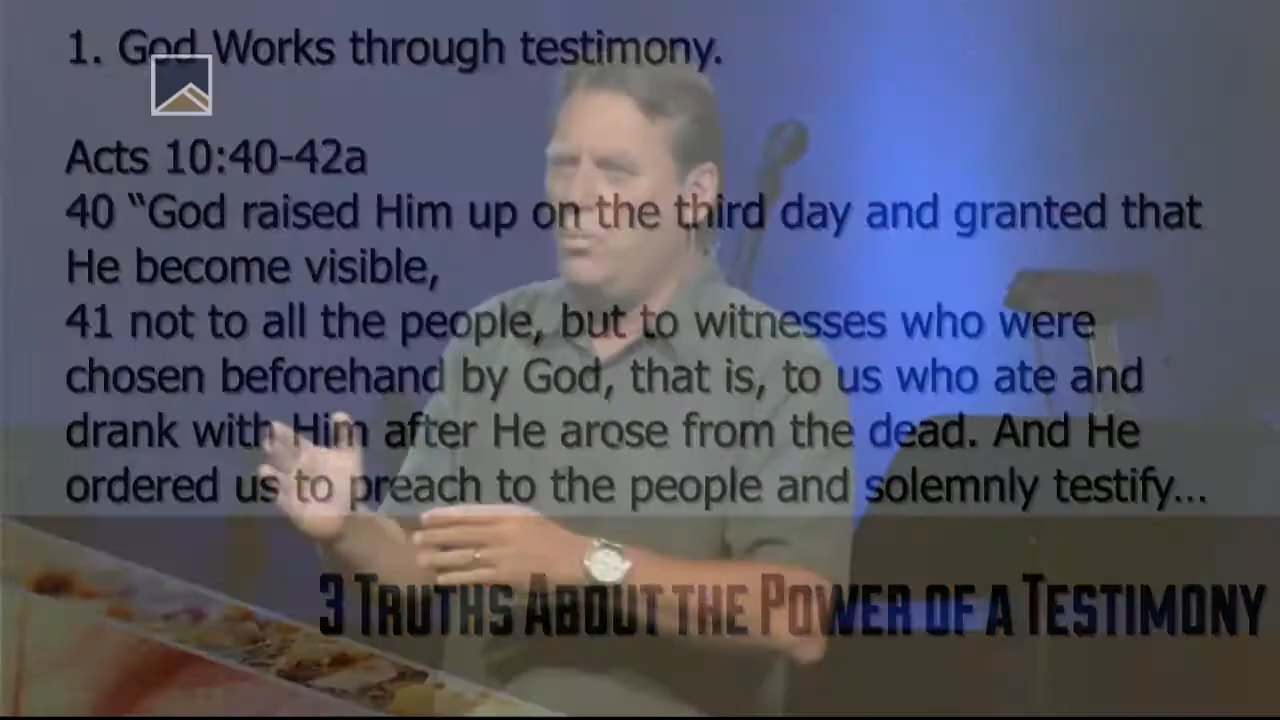 1. God Works through testimony.
Acts 10:40-42a
40 “God raised Him up on the third day and granted that
He become visible,
41 not to all the people, but to witnesses who were
chosen beforehand by God, that is, to us who ate and
drank with Him after He arose from the dead. And He
ordered us to preach to the people and solemnly testify...
3 Truths About the Power of a Testimony